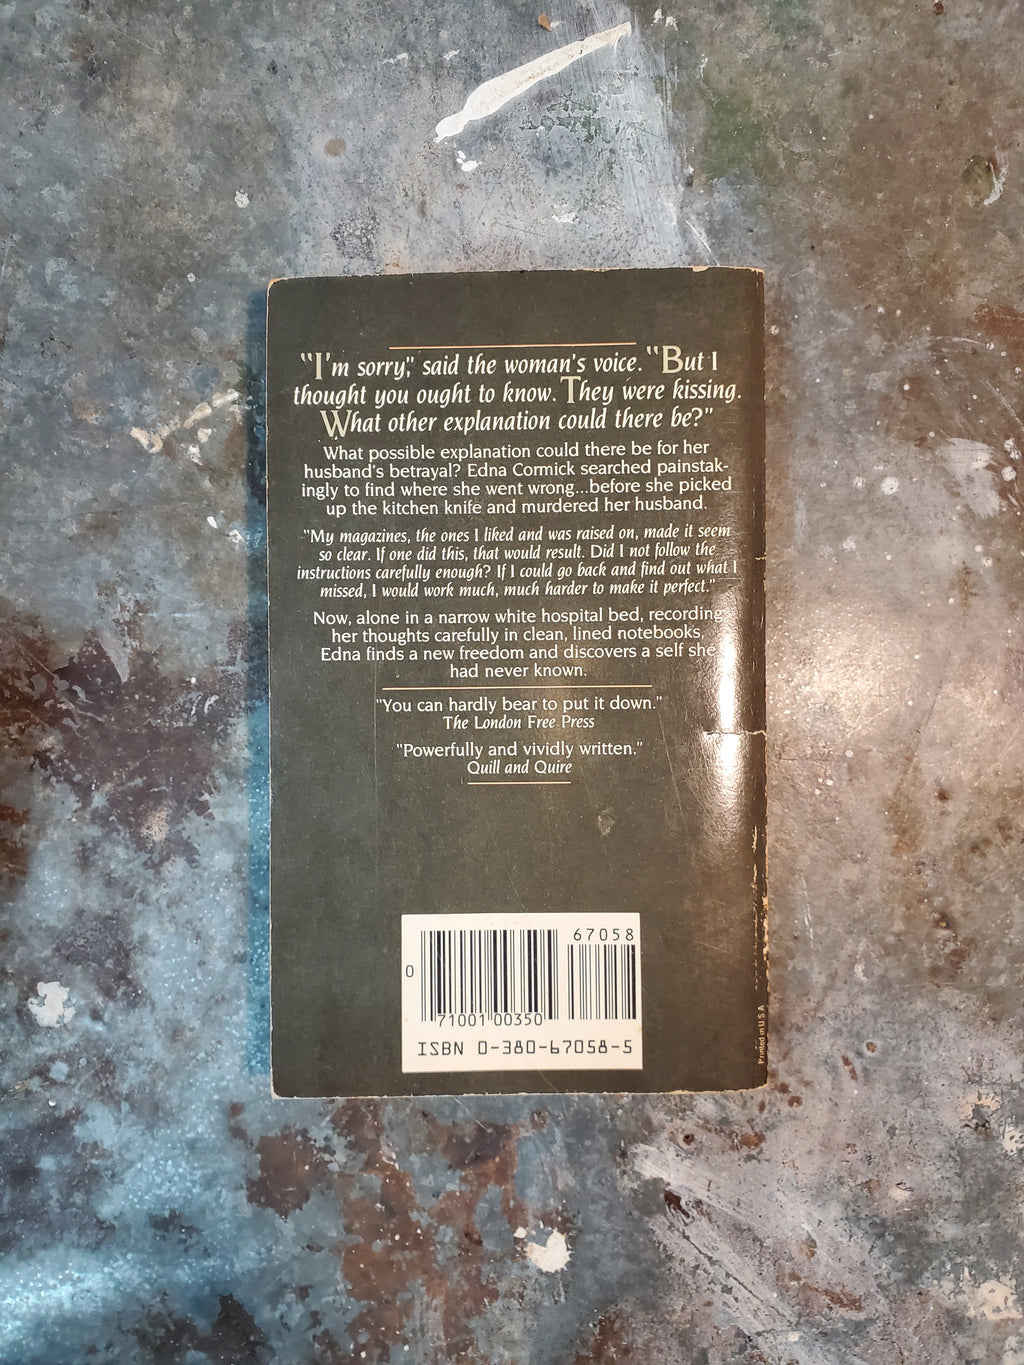 "I'm sorry," said the woman's voice. "But I
thought you ought to know. They were kissing.
What other explanation could there be?"
What possible explanation could there be for her
husband's betrayal? Edna Cormick searched painstak-
ingly to find where she went wrong...before she picked
up the kitchen knife and murdered her husband.
"My magazines, the ones I liked and was raised on, made it seem
so clear. If one did this, that would result. Did I not follow the
instructions carefully enough? If I could go back and find out what I
missed, I would work much, much harder to make it perfect."
Now, alone in a narrow white hospital bed, recording
her thoughts carefully in clean, lined notebooks,
Edna finds a new freedom and discovers a self she
had never known.
"You can hardly bear to put it down."
The London Free Press
"Powerfully and vividly written."
Quill and Quire
67058
0
71001 00350
ISBN 0-380-67058-5
Printed in U.S.A.